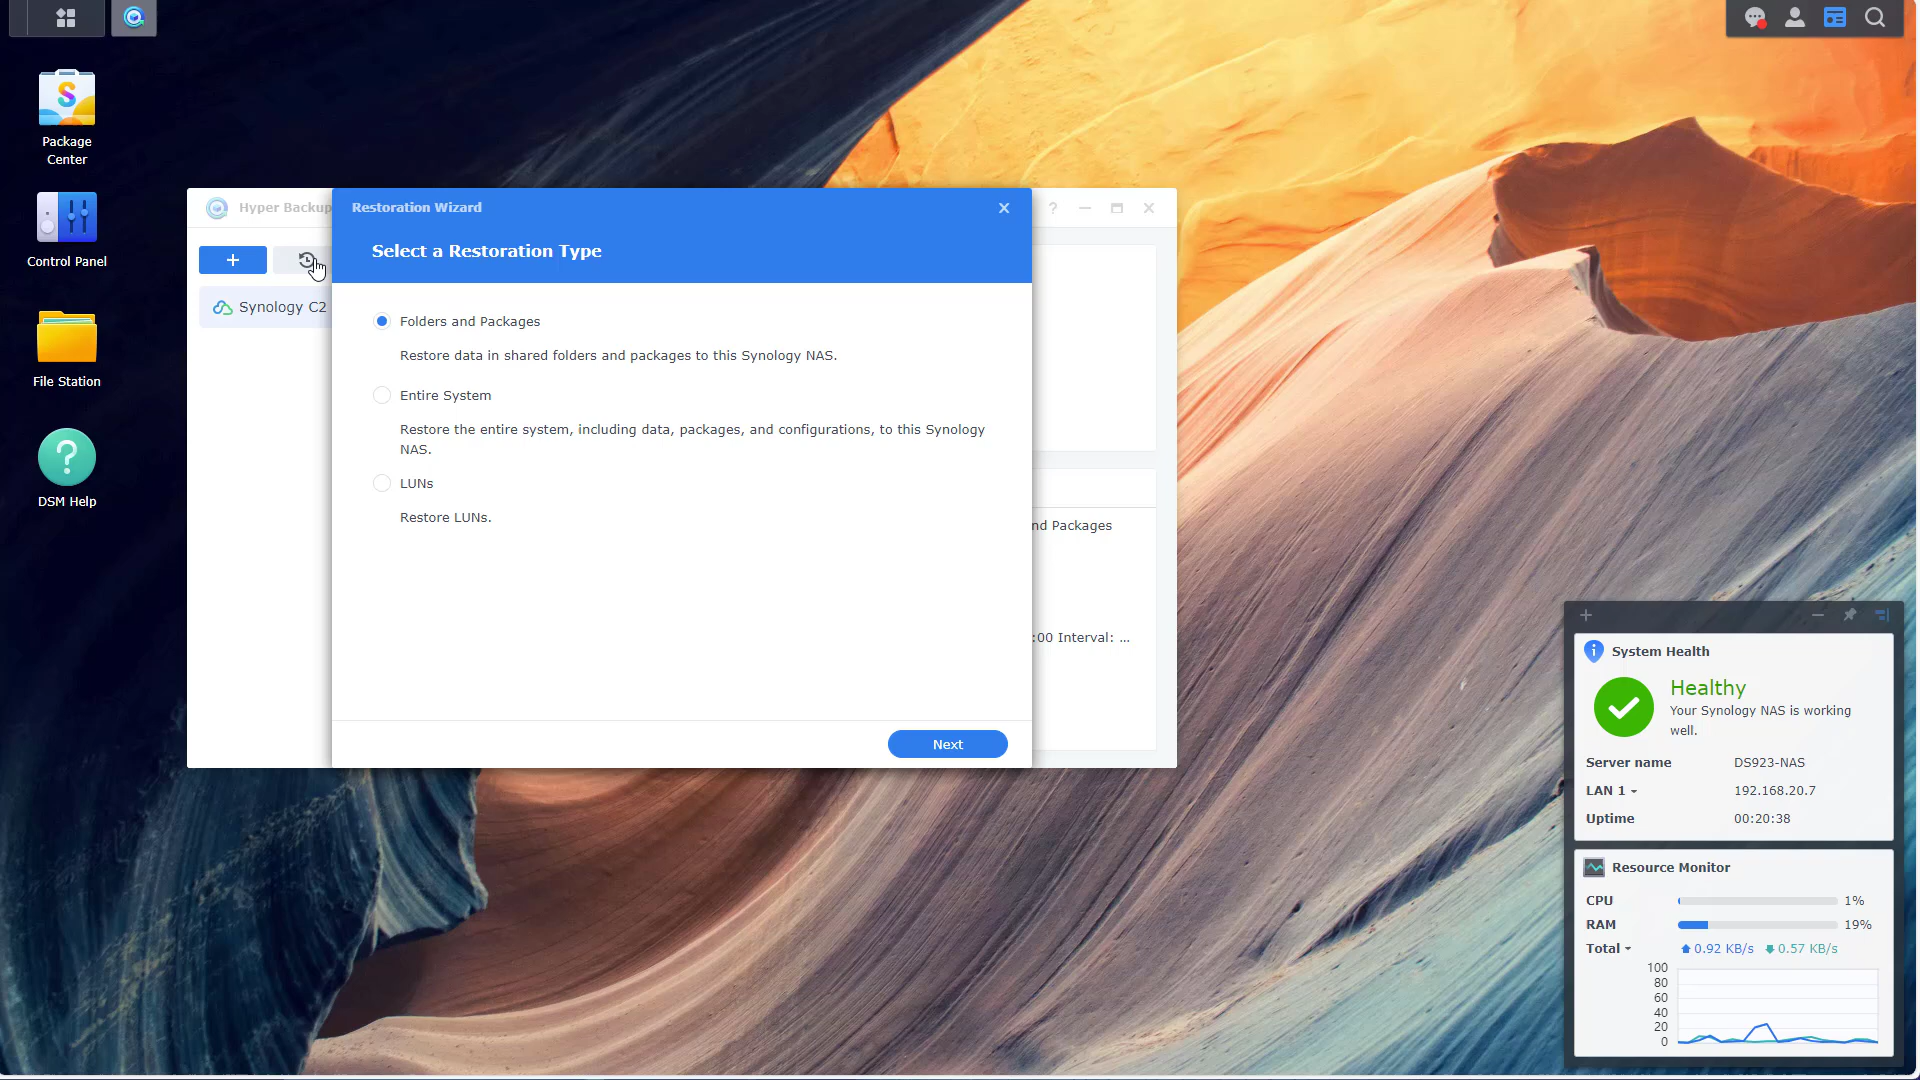 Package
Center
Control Panel
File Station
DSM Help
Hyper Backup
Synology C2
Restoration Wizard
Select a Restoration Type
Folders and Packages
Restore data in shared folders and packages to this Synology NAS.
Entire System
Restore the entire system, including data, packages, and configurations, to this Synology
NAS.
LUNs
Restore LUNs.
Next
nd Packages
:00 Interval: ...
System Health
Healthy
Your Synology NAS is working
well.
Server name DS923-NAS
LAN 1 192.168.20.7
Uptime 00:20:38
Resource Monitor
CPU 1%
RAM 19%
Total 0.92 KB/s 0.57 KB/s
100
80
60
40
20
0